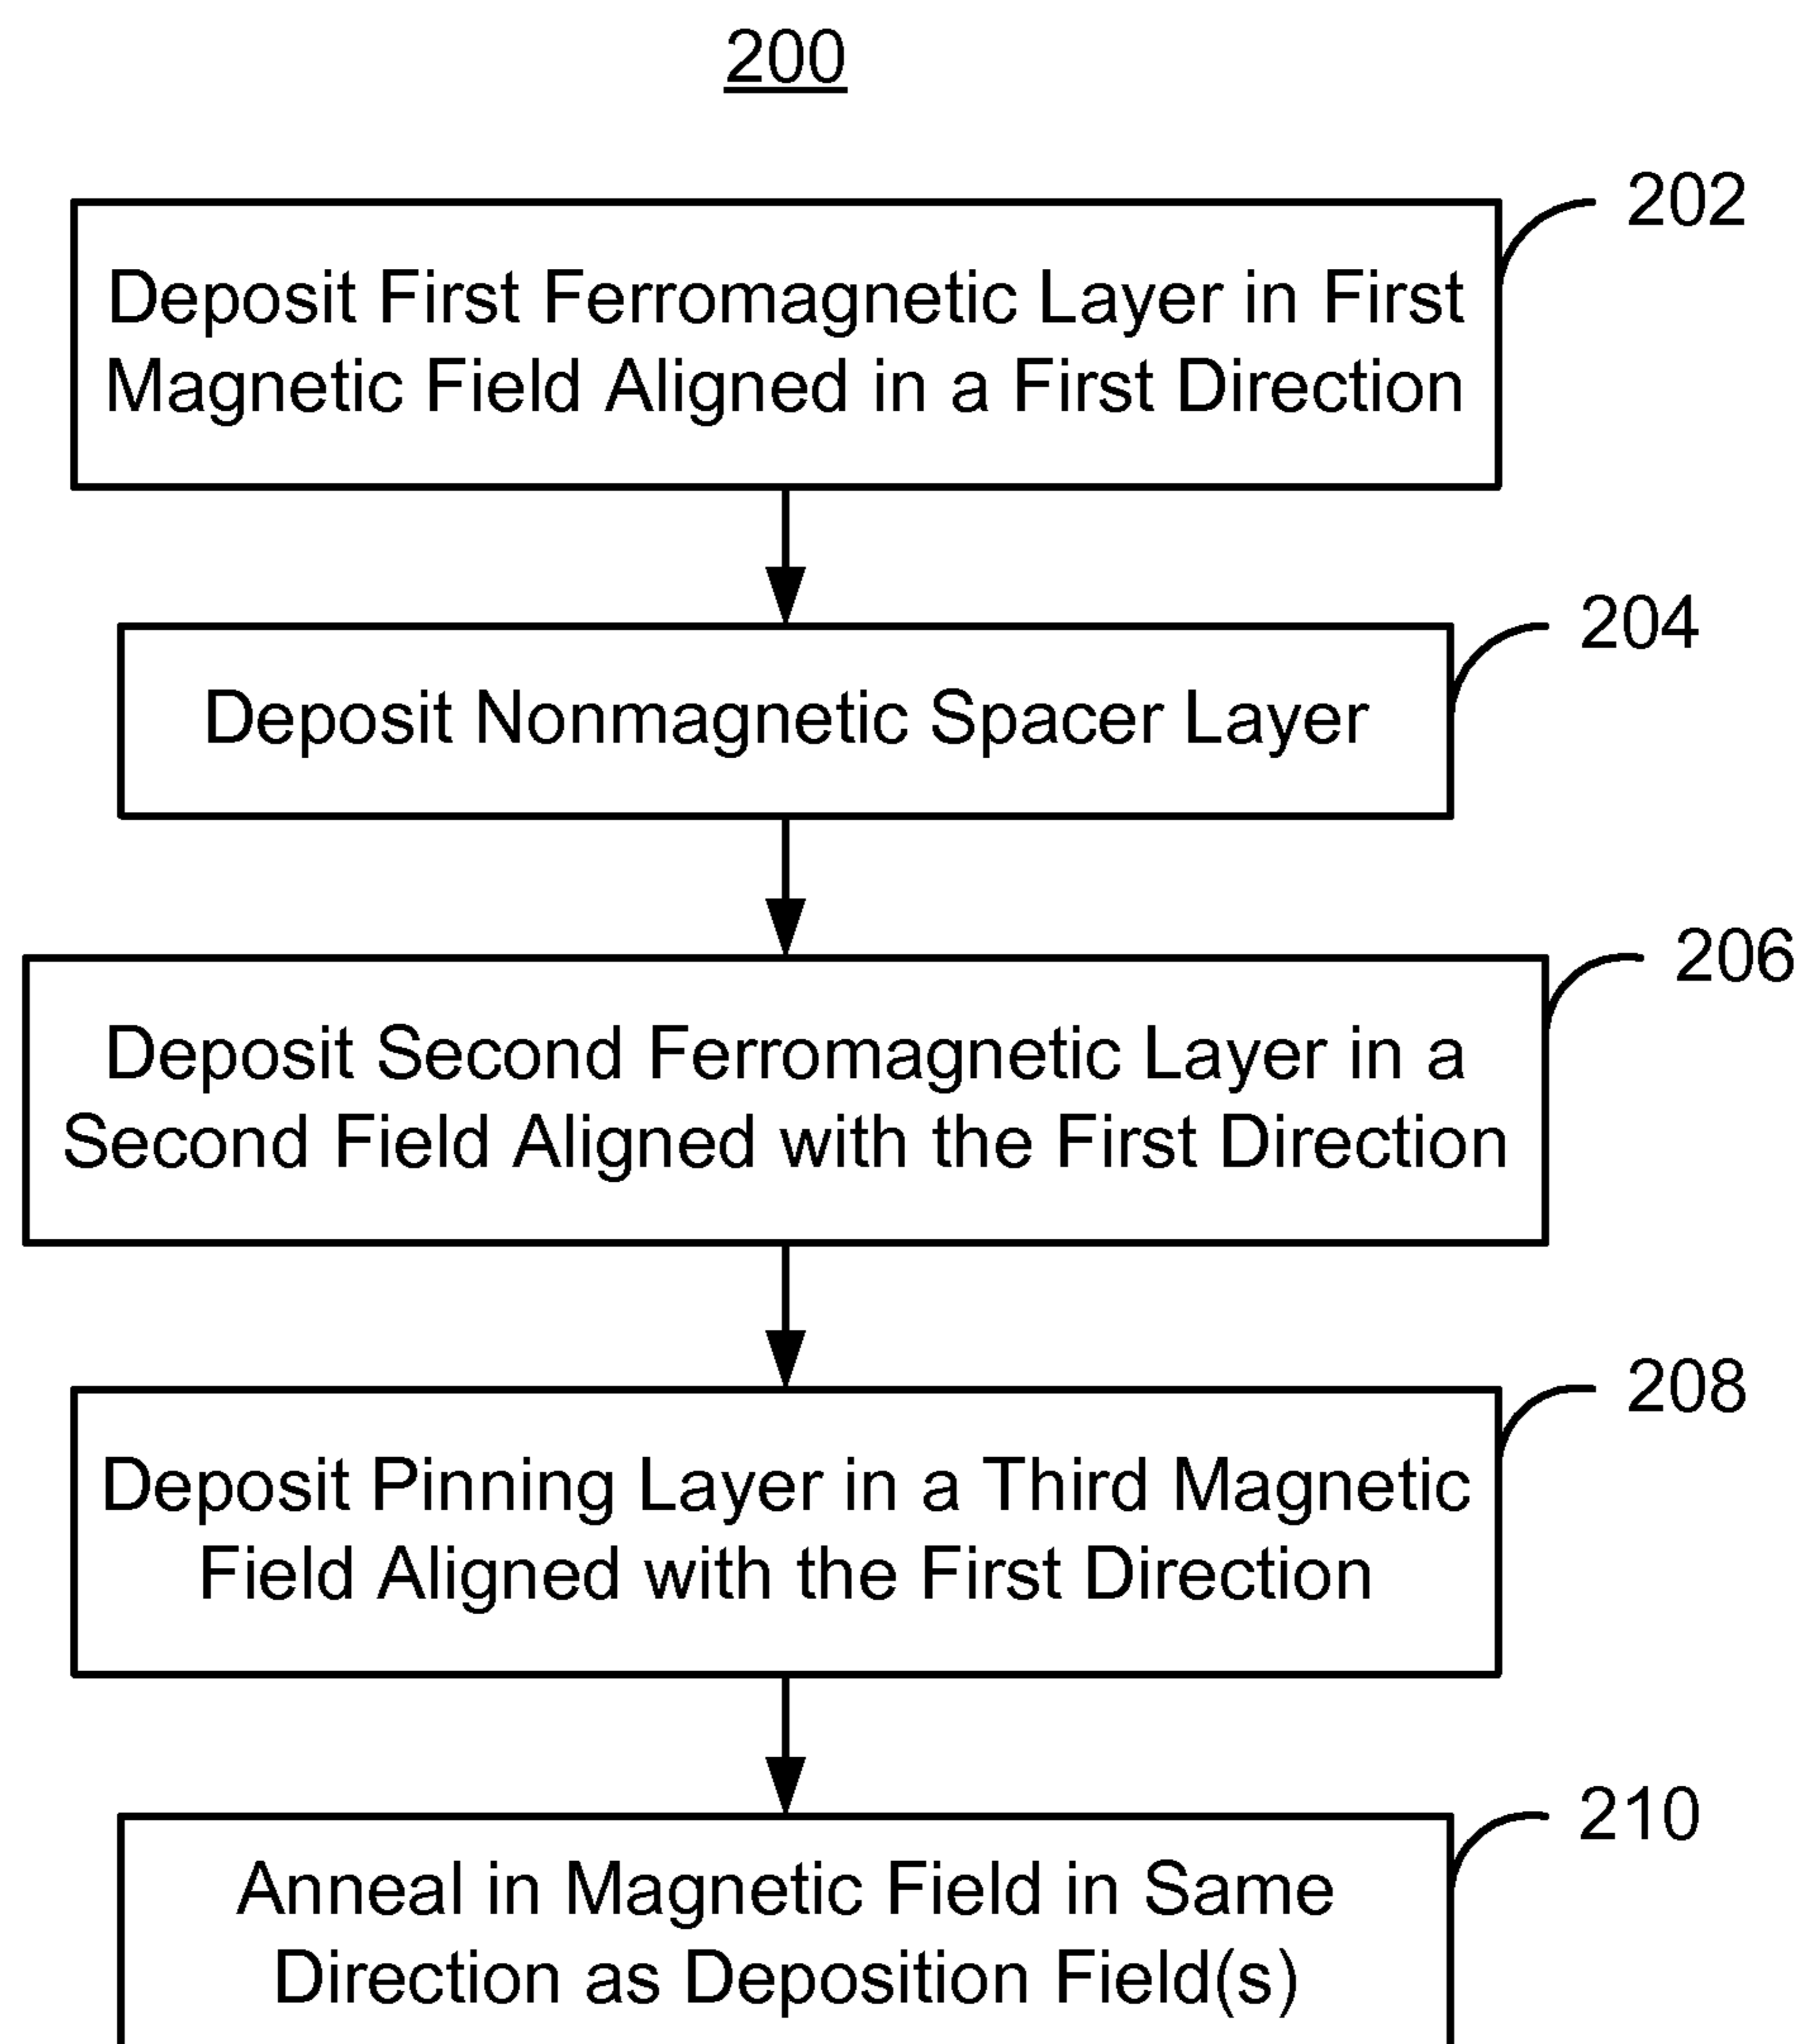 200
202
Deposit First Ferromagnetic Layer in First
Magnetic Field Aligned in a First Direction
204
Deposit Nonmagnetic Spacer Layer
206
Deposit Second Ferromagnetic Layer in a
Second Field Aligned with the First Direction
208
Deposit Pinning Layer in a Third Magnetic
Field Aligned with the First Direction
210
Anneal in Magnetic Field in Same
Direction as Deposition Field(s)